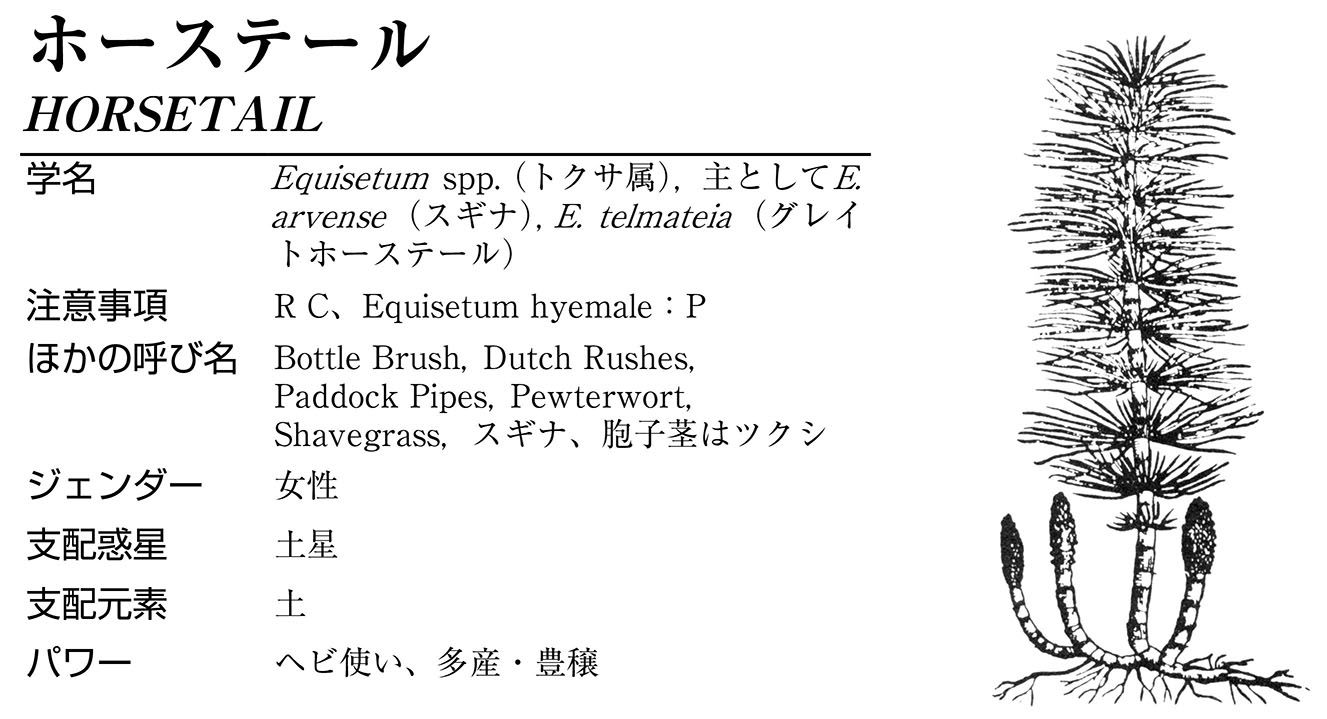 ホーステール
HORSETAIL
学名 Equisetum spp.（トクサ属），主としてE.
arvense（スギナ），E. telmateia（グレイ
トホーステール）
注意事項 R C、Equisetum hyemale：P
ほかの呼び名 Bottle Brush, Dutch Rushes,
Paddock Pipes, Pewterwort,
Shavegrass, スギナ、胞子茎はツクシ
ジェンダー 女性
支配惑星 土星
支配元素 土
パワー ヘビ使い、多産・豊穣